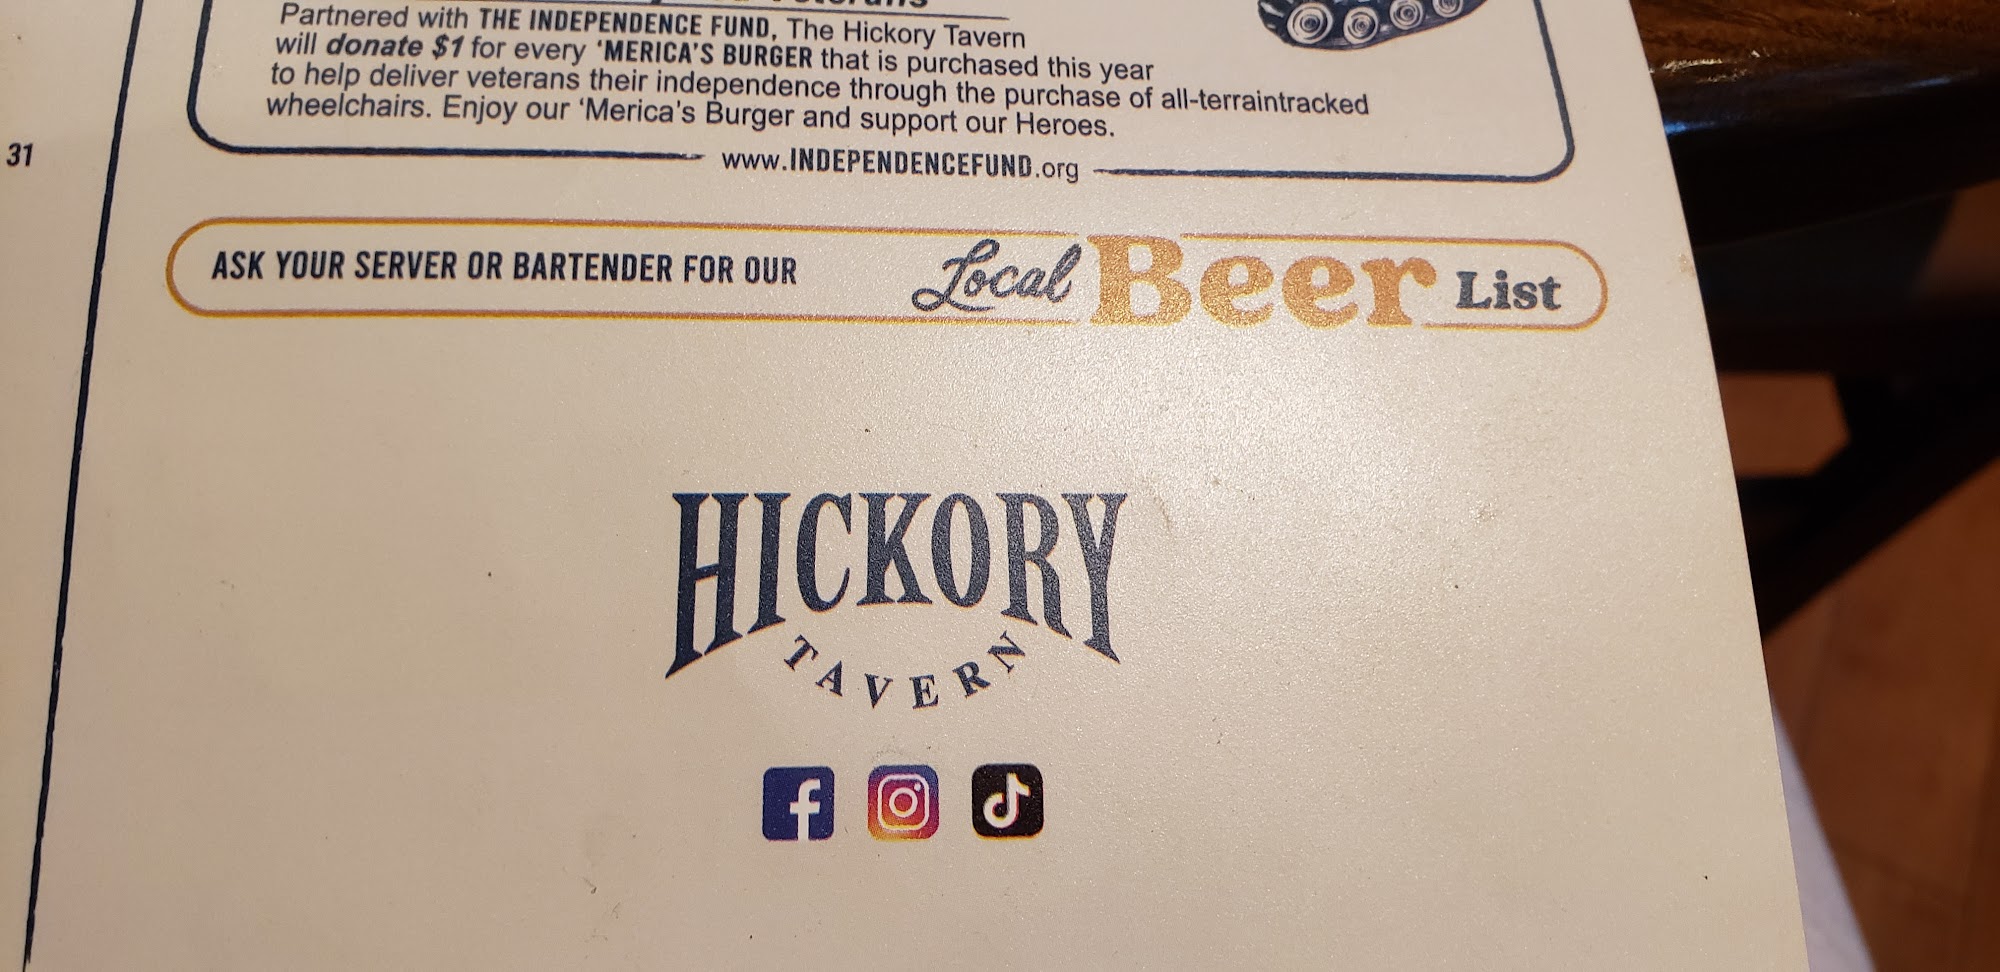 Partnered with THE INDEPENDENCE FUND, The Hickory Tavern
will donate $1 for every ‘MERICA'S BURGER that is purchased this year
to help deliver veterans their independence through the purchase of all-terraintracked
wheelchairs. Enjoy our ‘Merica's Burger and support our Heroes.
www.INDEPENDENCEFUND.org
31
ASK YOUR SERVER OR BARTENDER FOR OUR Local Beer List
HICKORY
TAVERN